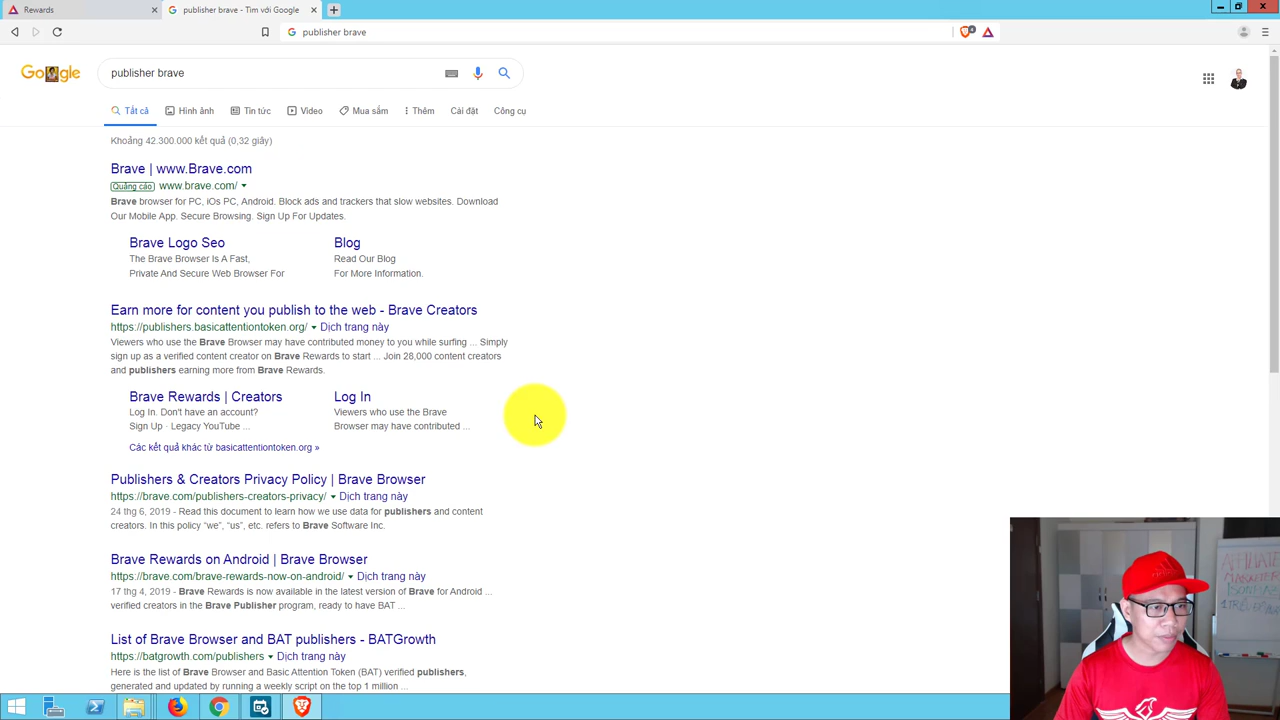 Rewards
publisher brave - Tìm với Google
publisher brave
Google
publisher brave
Tất cả Hình ảnh Tin tức Video Mua sắm Thêm Cài đặt Công cụ
Khoảng 42.300.000 kết quả (0,32 giây)
Brave | www.Brave.com
Quảng cáo www.brave.com/
Brave browser for PC, iOs PC, Android. Block ads and trackers that slow websites. Download
Our Mobile App. Secure Browsing. Sign Up For Updates.
Brave Logo Seo
The Brave Browser Is A Fast,
Private And Secure Web Browser For
Blog
Read Our Blog
For More Information.
Earn more for content you publish to the web - Brave Creators
https://publishers.basicattentiontoken.org/ Dịch trang này
Viewers who use the Brave Browser may have contributed money to you while surfing ... Simply
sign up as a verified content creator on Brave Rewards to start ... Join 28,000 content creators
and publishers earning more from Brave Rewards.
Brave Rewards | Creators
Log In. Don't have an account?
Sign Up · Legacy YouTube ...
Log In
Viewers who use the Brave
Browser may have contributed ...
Các kết quả khác từ basicattentiontoken.org »
Publishers & Creators Privacy Policy | Brave Browser
https://brave.com/publishers-creators-privacy/ Dịch trang này
24 thg 6, 2019 - Read this document to learn how we use data for publishers and content
creators. In this policy “we”, “us”, etc. refers to Brave Software Inc.
Brave Rewards on Android | Brave Browser
https://brave.com/brave-rewards-now-on-android/ Dịch trang này
17 thg 4, 2019 - Brave Rewards is now available in the latest version of Brave for Android ...
verified creators in the Brave Publisher program, ready to have BAT ...
List of Brave Browser and BAT publishers - BATGrowth
https://batgrowth.com/publishers Dịch trang này
Here is the list of Brave Browser and Basic Attention Token (BAT) verified publishers,
generated and updated by running a weekly script on the top 1 million ...
AFFILIATE